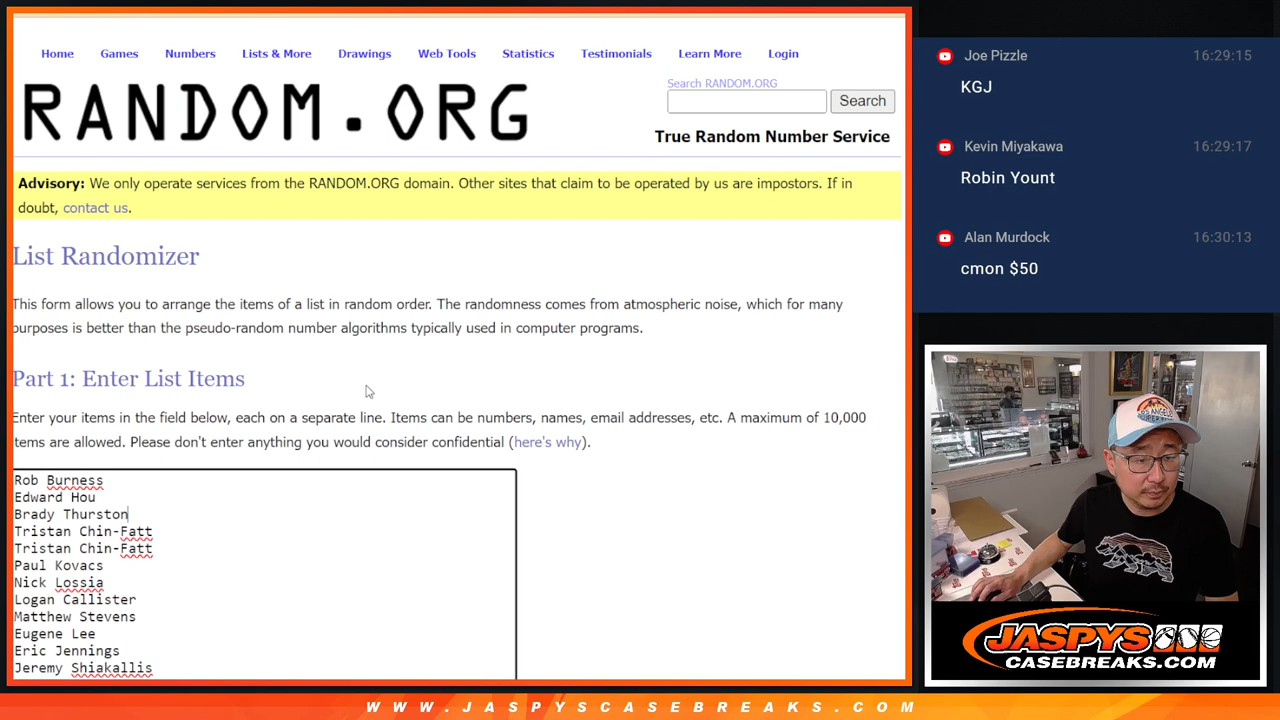 Home Games Numbers Lists & More Drawings Web Tools Statistics Testimonials Learn More Login
RANDOM.ORG
Search RANDOM.ORG
Search
True Random Number Service
Advisory: We only operate services from the RANDOM.ORG domain. Other sites that claim to be operated by us are impostors. If in
doubt, contact us.
List Randomizer
This form allows you to arrange the items of a list in random order. The randomness comes from atmospheric noise, which for many
purposes is better than the pseudo-random number algorithms typically used in computer programs.
Part 1: Enter List Items
Enter your items in the field below, each on a separate line. Items can be numbers, names, email addresses, etc. A maximum of 10,000
items are allowed. Please don't enter anything you would consider confidential (here's why).
Rob Burness
Edward Hou
Brady Thurston
Tristan Chin-Fatt
Tristan Chin-Fatt
Paul Kovacs
Nick Lossia
Logan Callister
Matthew Stevens
Eugene Lee
Eric Jennings
Jeremy Shiakallis
Joe Pizzle 16:29:15
KGJ
Kevin Miyakawa 16:29:17
Robin Yount
Alan Murdock 16:30:13
cmon $50
LOS ANGELES
JASPYS
CASEBREAKS.COM
WWW.JASPYSCASEBREAKS.COM